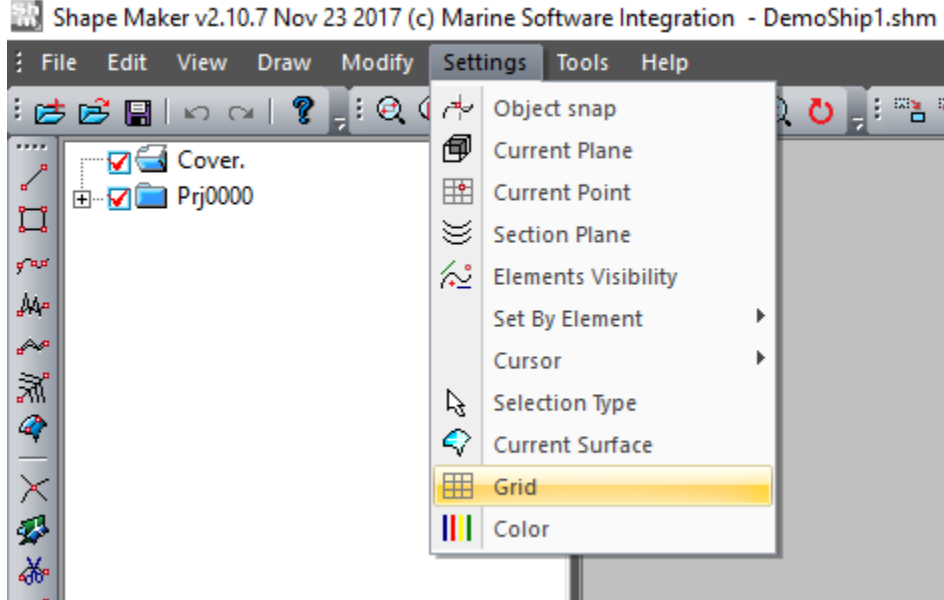 Shape Maker v2.10.7 Nov 23 2017 (c) Marine Software Integration - DemoShip1.shm
File Edit View Draw Modify Settings Tools Help
Object snap
Cover.
Current Plane
Prj0000
Current Point
Section Plane
Elements Visibility
Set By Element
Cursor
Selection Type
Current Surface
Grid
Color